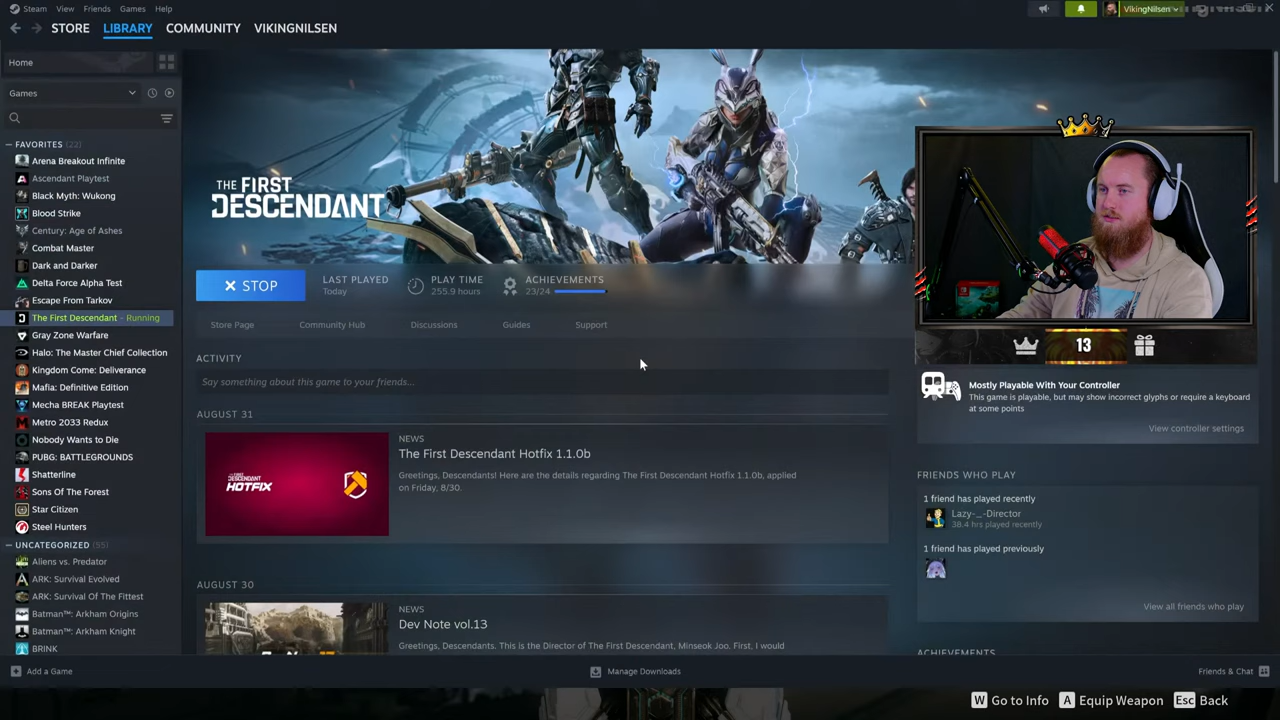 Steam View Friends Games Help
VikingNilsen
STORE LIBRARY COMMUNITY VIKINGNILSEN
Home
Games
FAVORITES (22)
Arena Breakout Infinite
Ascendant Playtest
Black Myth: Wukong
Blood Strike
Century: Age of Ashes
Combat Master
Dark and Darker
Delta Force Alpha Test
Escape From Tarkov
The First Descendant - Running
Gray Zone Warfare
Halo: The Master Chief Collection
Kingdom Come: Deliverance
Mafia: Definitive Edition
Mecha BREAK Playtest
Metro 2033 Redux
Nobody Wants to Die
PUBG: BATTLEGROUNDS
Shatterline
Sons Of The Forest
Star Citizen
Steel Hunters
UNCATEGORIZED (55)
Aliens vs. Predator
ARK: Survival Evolved
ARK: Survival Of The Fittest
Batman™: Arkham Origins
Batman™: Arkham Knight
BRINK
THE FIRST
DESCENDANT
STOP
LAST PLAYED
Today
PLAY TIME
255.9 hours
ACHIEVEMENTS
23/24
Store Page Community Hub Discussions Guides Support
ACTIVITY
Say something about this game to your friends...
AUGUST 31
THE FIRST DESCENDANT
HOTFIX
NEWS
The First Descendant Hotfix 1.1.0b
Greetings, Descendants! Here are the details regarding The First Descendant Hotfix 1.1.0b, applied
on Friday, 8/30.
AUGUST 30
NEWS
Dev Note vol.13
Greetings, Descendants. This is the Director of The First Descendant, Minseok Joo. First, I would
13
Mostly Playable With Your Controller
This game is playable, but may show incorrect glyphs or require a keyboard
at some points
View controller settings
FRIENDS WHO PLAY
1 friend has played recently
Lazy-_-Director
38.4 hrs played recently
1 friend has played previously
View all friends who play
ACHIEVEMENTS
Add a Game
Manage Downloads
Friends & Chat
W Go to Info A Equip Weapon Esc Back